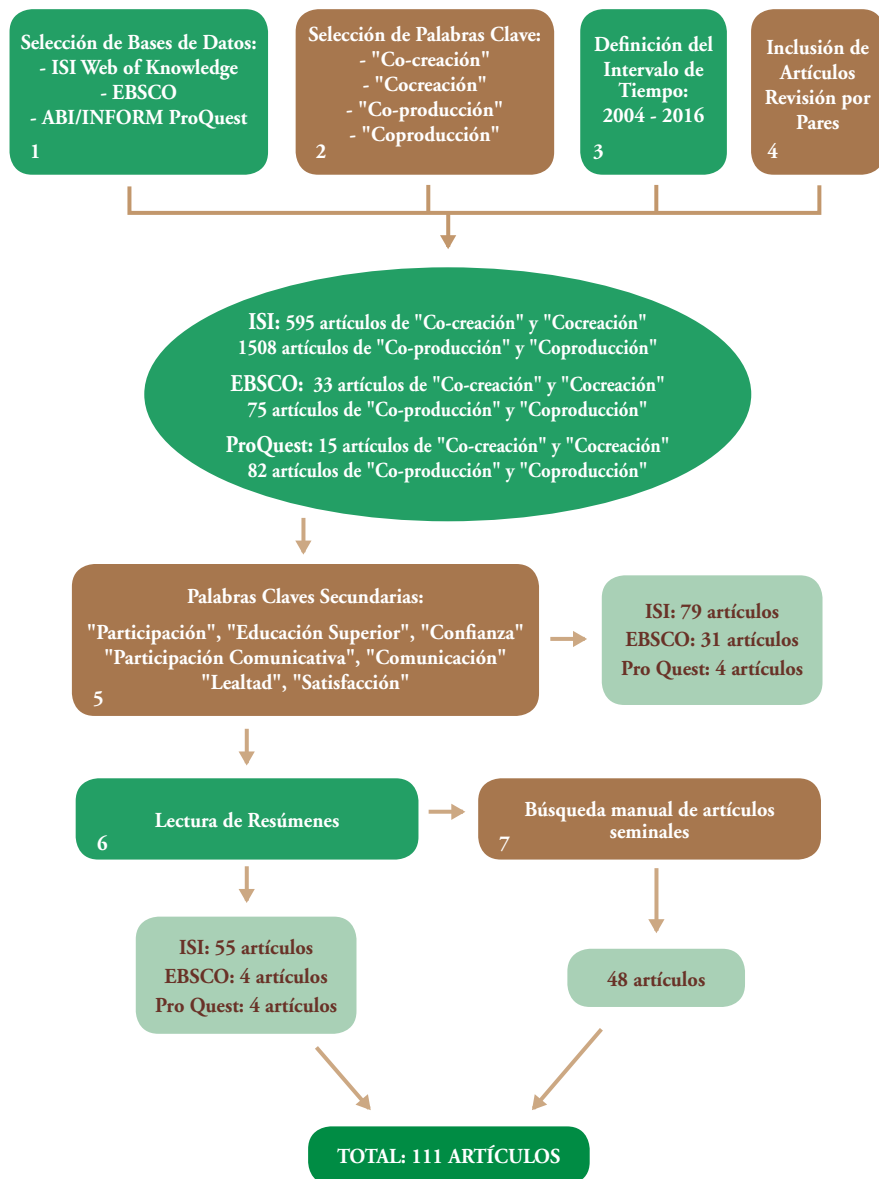 Selección de Bases de Datos:
- ISI Web of Knowledge
- EBSCO
- ABI/INFORM ProQuest
1
Selección de Palabras Clave:
- "Co-creación"
- "Cocreación"
- "Co-producción"
- "Coproducción"
2
Definición del
Intervalo de
Tiempo:
2004 - 2016
3
Inclusión de
Artículos
Revisión por
Pares
4
ISI: 595 artículos de "Co-creación" y "Cocreación"
1508 artículos de "Co-producción" y "Coproducción"
EBSCO: 33 artículos de "Co-creación" y "Cocreación"
75 artículos de "Co-producción" y "Coproducción"
ProQuest: 15 artículos de "Co-creación" y "Cocreación"
82 artículos de "Co-producción" y "Coproducción"
Palabras Claves Secundarias:
"Participación", "Educación Superior", "Confianza"
"Participación Comunicativa", "Comunicación"
"Lealtad", "Satisfacción"
5
ISI: 79 artículos
EBSCO: 31 artículos
Pro Quest: 4 artículos
Lectura de Resúmenes
6
Búsqueda manual de artículos
seminales
7
ISI: 55 artículos
EBSCO: 4 artículos
Pro Quest: 4 artículos
48 artículos
TOTAL: 111 ARTÍCULOS